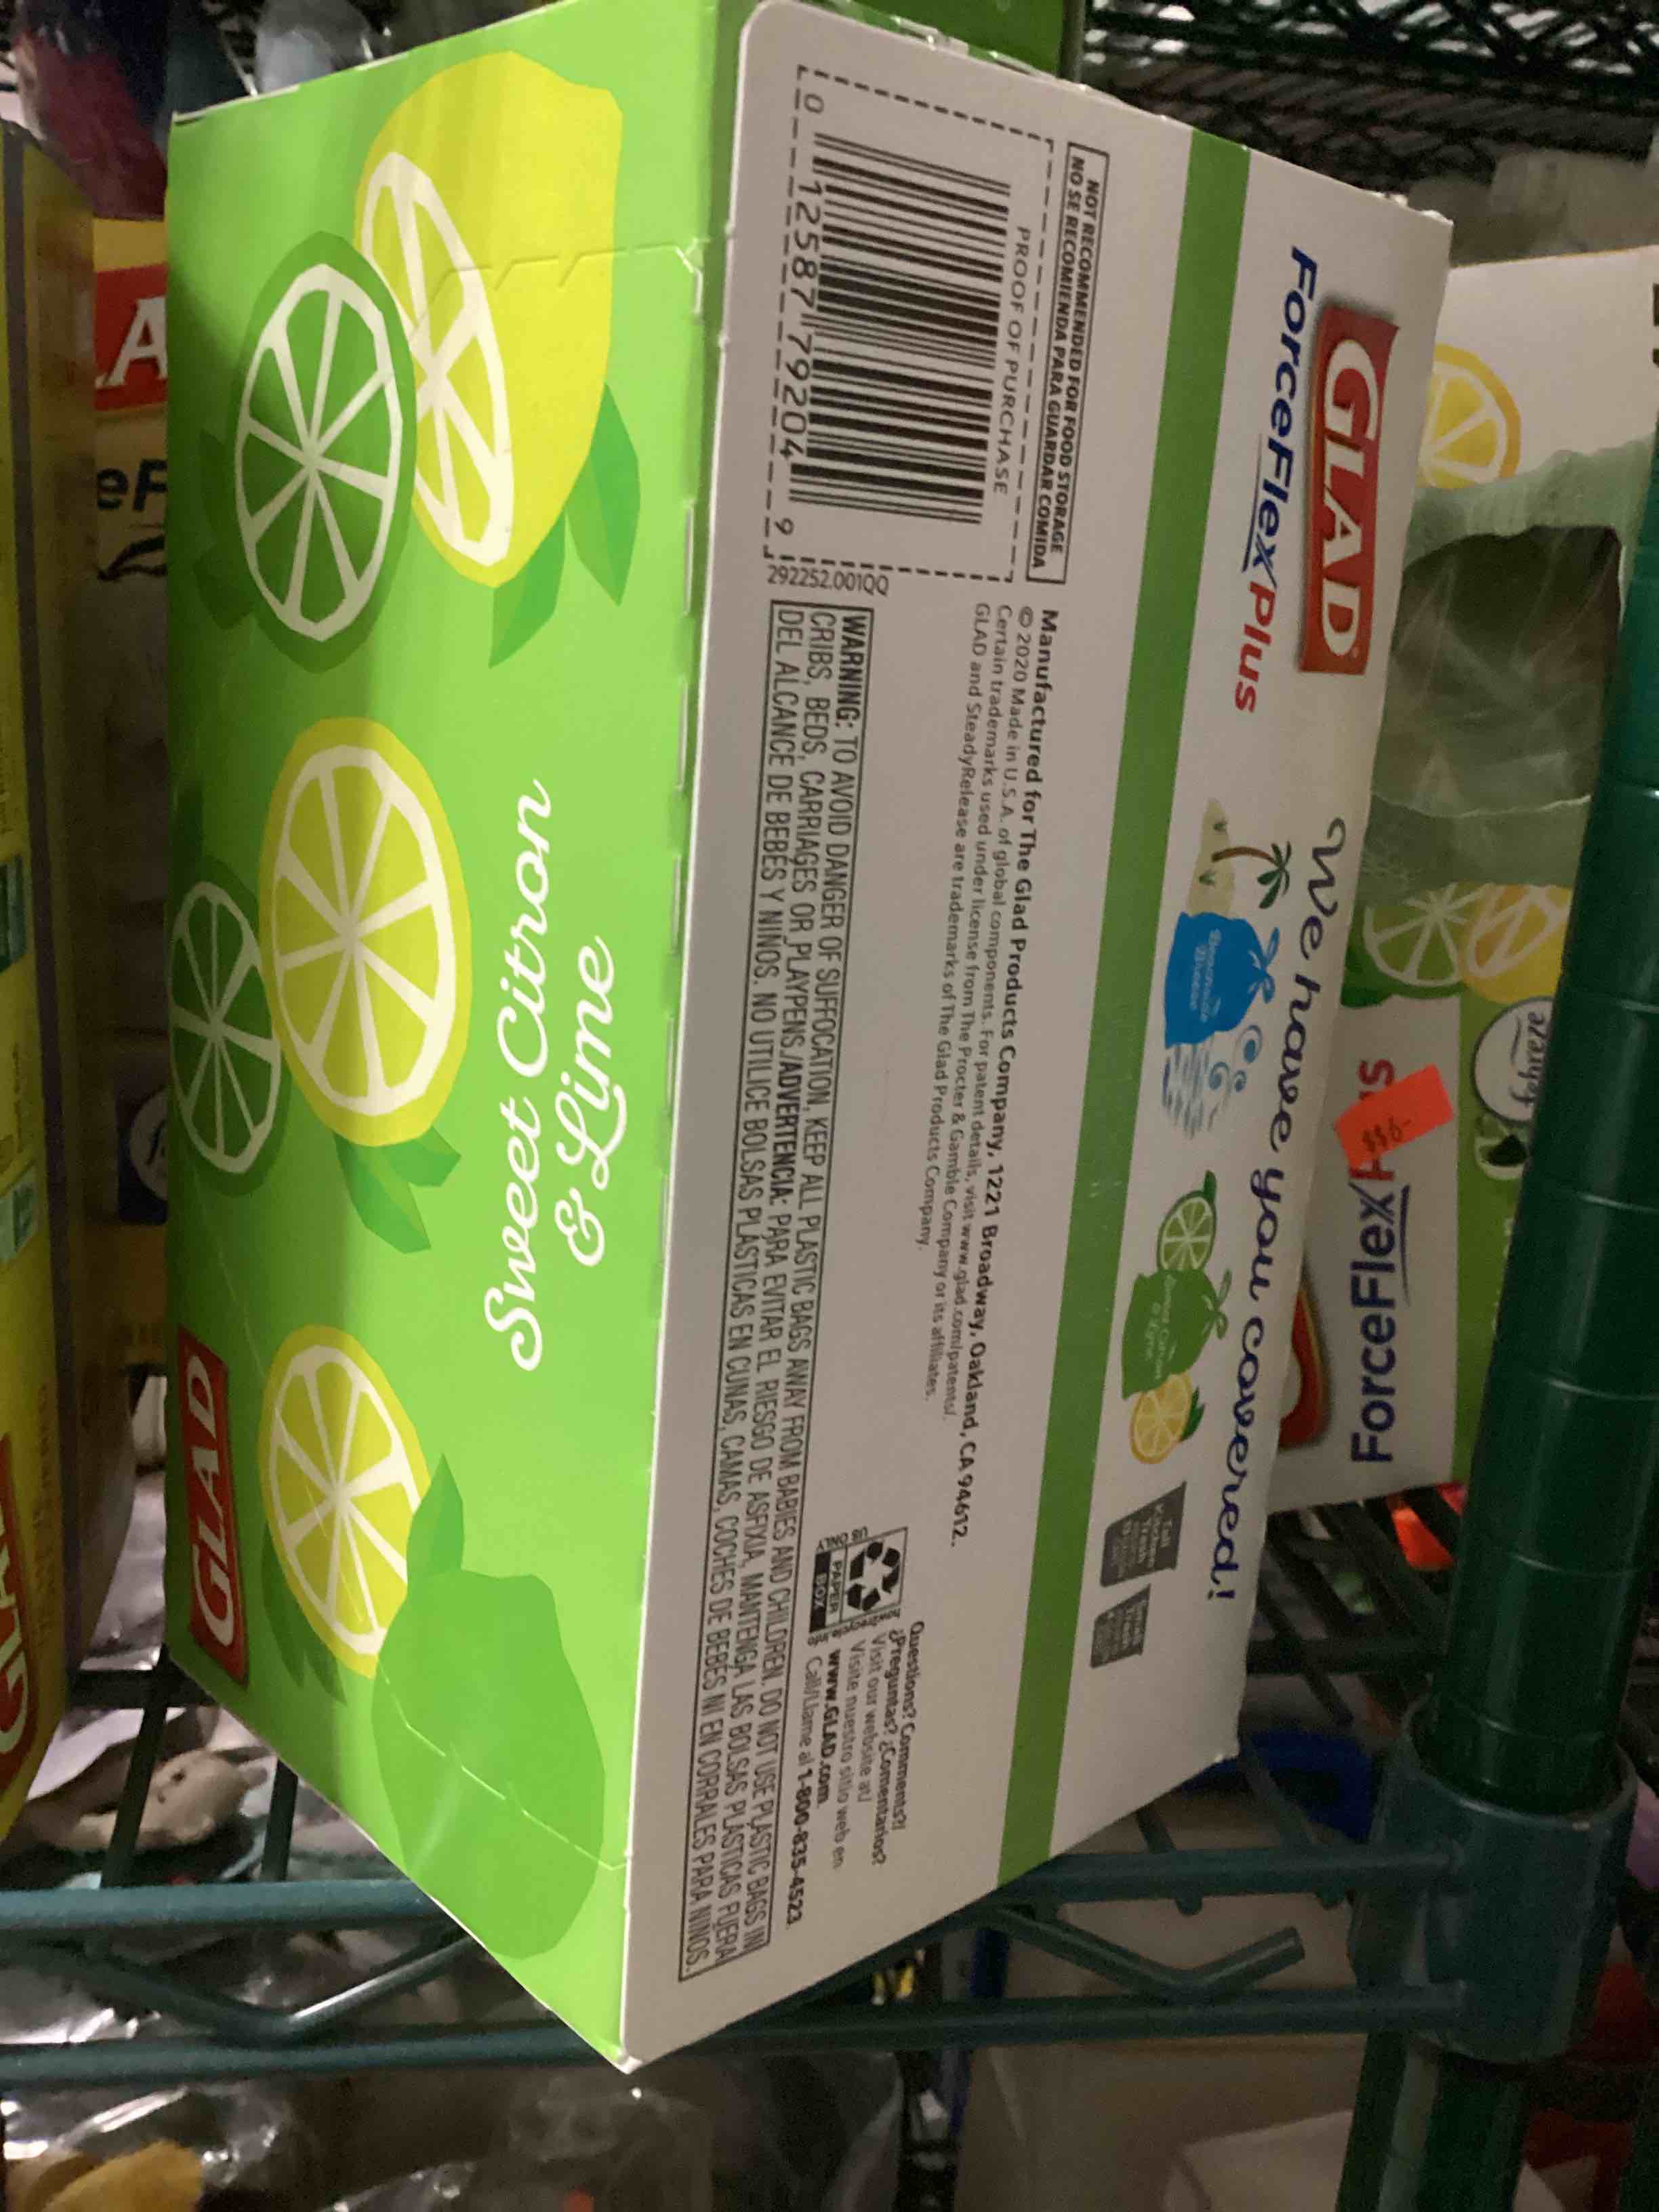 GLAD
ForceFlexPlus
We have you covered!
NOT RECOMMENDED FOR FOOD STORAGE
NO SE RECOMIENDA PARA GUARDAR COMIDA
PROOF OF PURCHASE
0 12587 79204 9
292252.001QQ
Manufactured for The Glad Products Company, 1221 Broadway, Oakland, CA 94612.
©2020 Made in U.S.A. of global components. For patent details, visit www.glad.com/patents/.
Certain trademarks used under license from The Procter & Gamble Company or its affiliates.
GLAD and SteadyRelease are trademarks of The Glad Products Company.
WARNING: TO AVOID DANGER OF SUFFOCATION, KEEP ALL PLASTIC BAGS AWAY FROM BABIES AND CHILDREN. DO NOT USE PLASTIC BAGS IN
CRIBS, BEDS, CARRIAGES OR PLAYPENS./ADVERTENCIA: PARA EVITAR EL RIESGO DE ASFIXIA, MANTENGA LAS BOLSAS PLÁSTICAS FUERA
DEL ALCANCE DE BEBÉS Y NIÑOS. NO UTILICE BOLSAS PLÁSTICAS EN CUNAS, CAMAS, COCHES DE BEBÉS NI EN CORRALES PARA NIÑOS.
US ONLY
PAPER
BOX
Questions? Comments?/
¿Preguntas? ¿Comentarios?
Visit our website at/
Visite nuestro sitio web en
www.GLAD.com.
Call/Llame al 1-800-835-4523.
Sweet Citron
& Lime
GLAD
ForceFlex
A
eF